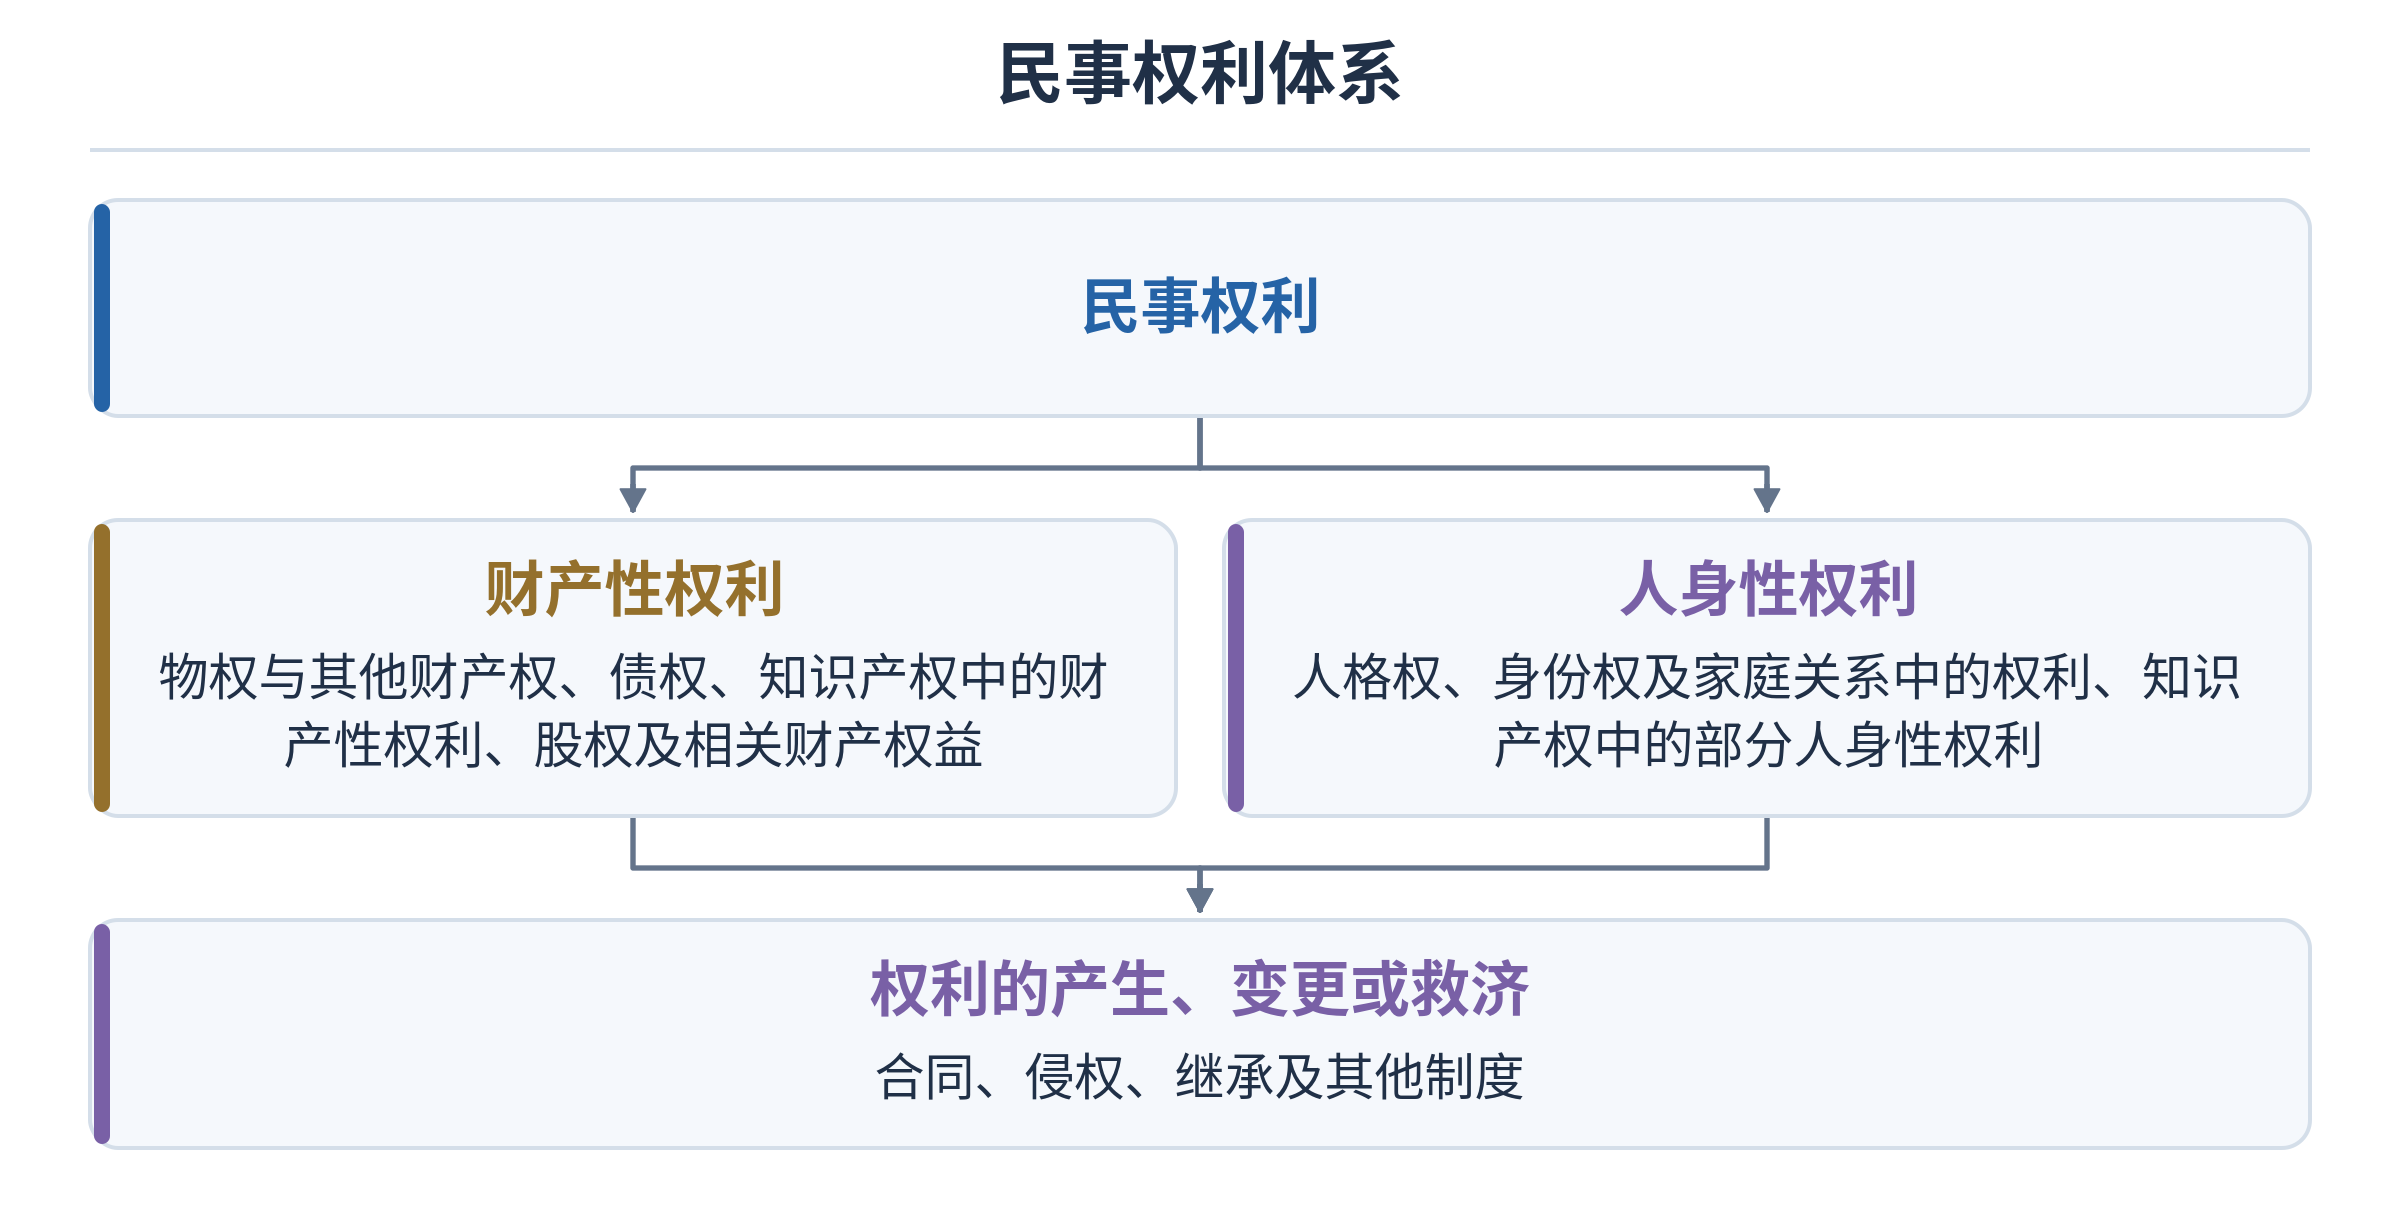 民事权利体系
民事权利
财产性权利
物权与其他财产权、债权、知识产权中的财
产性权利、股权及相关财产权益
人身性权利
人格权、身份权及家庭关系中的权利、知识
产权中的部分人身性权利
权利的产生、变更或救济
合同、侵权、继承及其他制度